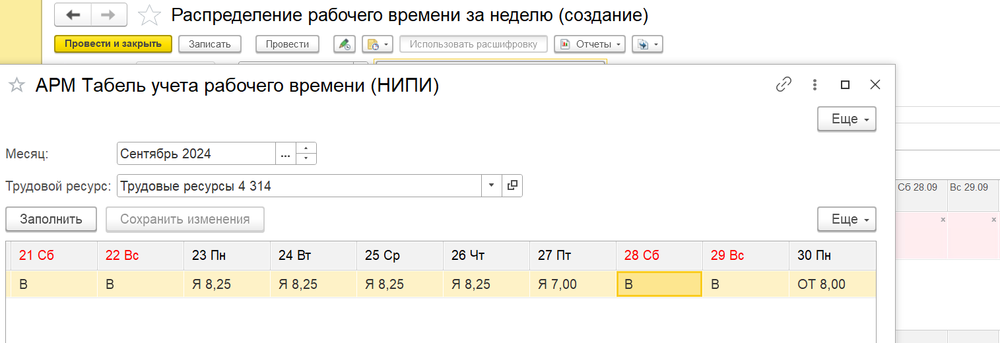 Распределение рабочего времени за неделю (создание)
Провести и закрыть Записать Провести Использовать расшифровку Отчеты
АРМ Табель учета рабочего времени (НИПИ)
Еще
Месяц: Сентябрь 2024 ...
Трудовой ресурс: Трудовые ресурсы 4 314
Сб 28.09 Вс 29.09
Заполнить Сохранить изменения Еще
x x
21 Сб 22 Вс 23 Пн 24 Вт 25 Ср 26 Чт 27 Пт 28 Сб 29 Вс 30 Пн
В В Я 8,25 Я 8,25 Я 8,25 Я 8,25 Я 7,00 В В ОТ 8,00